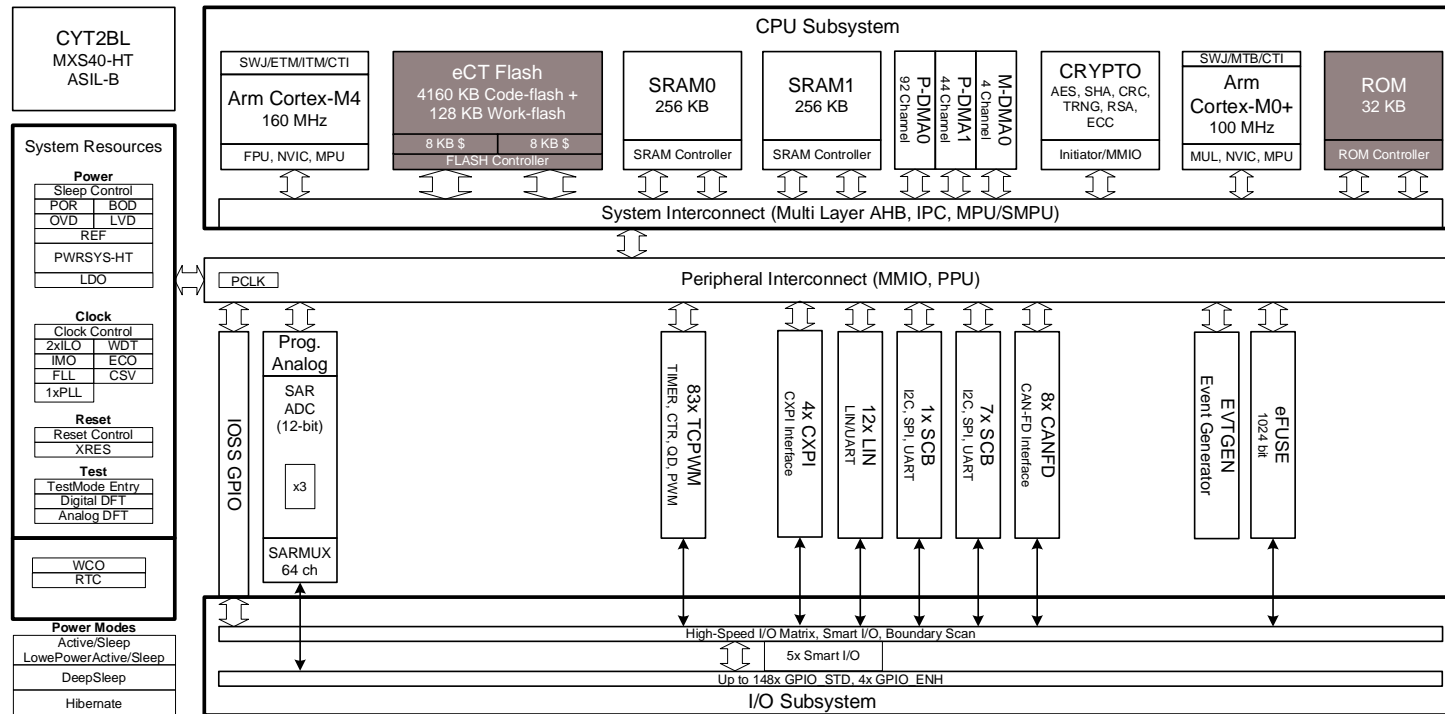 CYT2BL
MXS40-HT
ASIL-B
System Resources
Power
Sleep Control
POR
BOD
OVD
LVD
REF
PWRSYS-HT
LDO
Clock
Clock Control
2xILO
WDT
IMO
ECO
FLL
CSV
1xPLL
Reset
Reset Control
XRES
Test
TestMode Entry
Digital DFT
Analog DFT
WCO
RTC
Power Modes
Active/Sleep
LowePowerActive/Sleep
DeepSleep
Hibernate
CPU Subsystem
SWJ/ETM/ITM/CTI
Arm Cortex-M4
160 MHz
FPU, NVIC, MPU
eCT Flash
4160 KB Code-flash +
128 KB Work-flash
8 KB $
8 KB $
FLASH Controller
SRAM0
256 KB
SRAM Controller
SRAM1
256 KB
SRAM Controller
P-DMA0
92 Channel
P-DMA1
44 Channel
M-DMA0
4 Channel
CRYPTO
AES, SHA, CRC,
TRNG, RSA,
ECC
Initiator/MMIO
SWJ/MTB/CTI
Arm
Cortex-M0+
100 MHz
MUL, NVIC, MPU
ROM
32 KB
ROM Controller
System Interconnect (Multi Layer AHB, IPC, MPU/SMPU)
PCLK
Peripheral Interconnect (MMIO, PPU)
IOSS GPIO
Prog.
Analog
SAR
ADC
(12-bit)
x3
SARMUX
64 ch
83x TCPWM
TIMER, CTR, QD, PWM
4x CXPI
CXPI Interface
12x LIN
LIN/UART
1x SCB
I2C, SPI, UART
7x SCB
I2C, SPI, UART
8x CANFD
CAN-FD Interface
EVTGEN
Event Generator
eFUSE
1024 bit
High-Speed I/O Matrix, Smart I/O, Boundary Scan
5x Smart I/O
Up to 148x GPIO_STD, 4x GPIO_ENH
I/O Subsystem